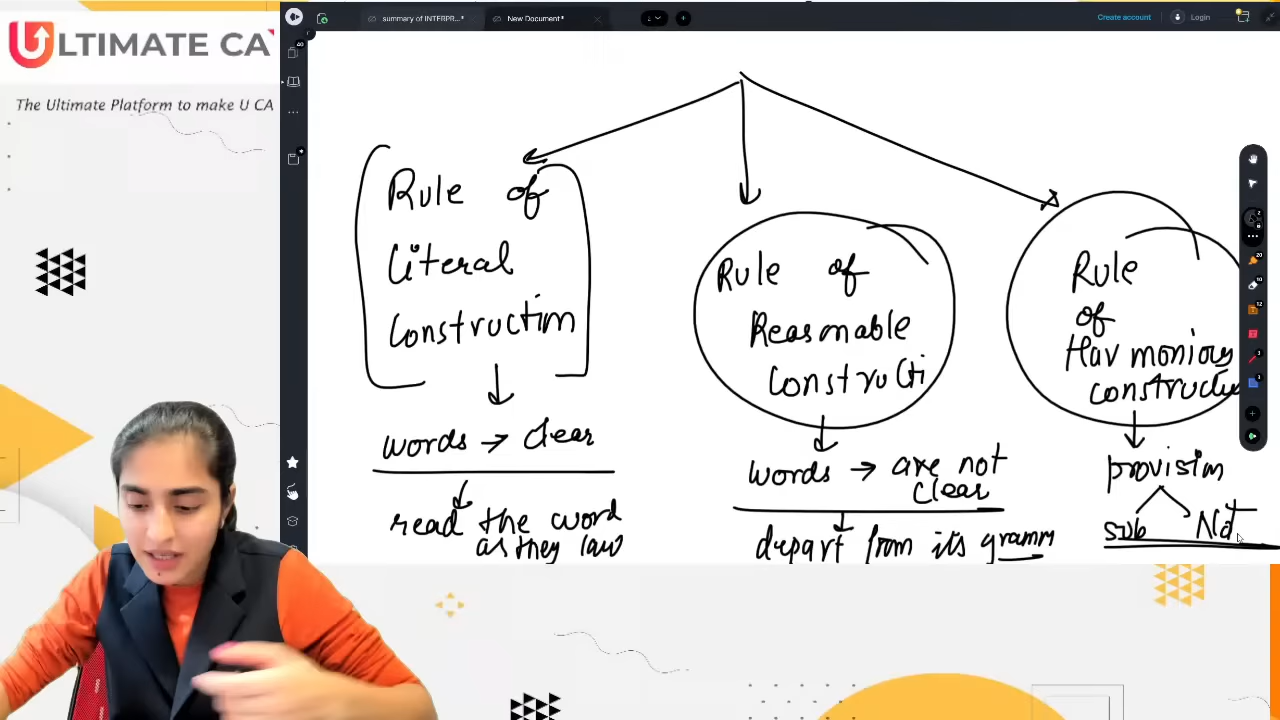 ULTIMATE CA
The Ultimate Platform to make U CA
summary of INTERPR...*
New Document*
Create account
Login
Rule of
Literal
Construction
words → clear
read the word
as they law
Rule of
Reasonable
Constructi
words → are not
clear
depart from its gramm
Rule
of
Harmonious
constructio
provision
sub Not